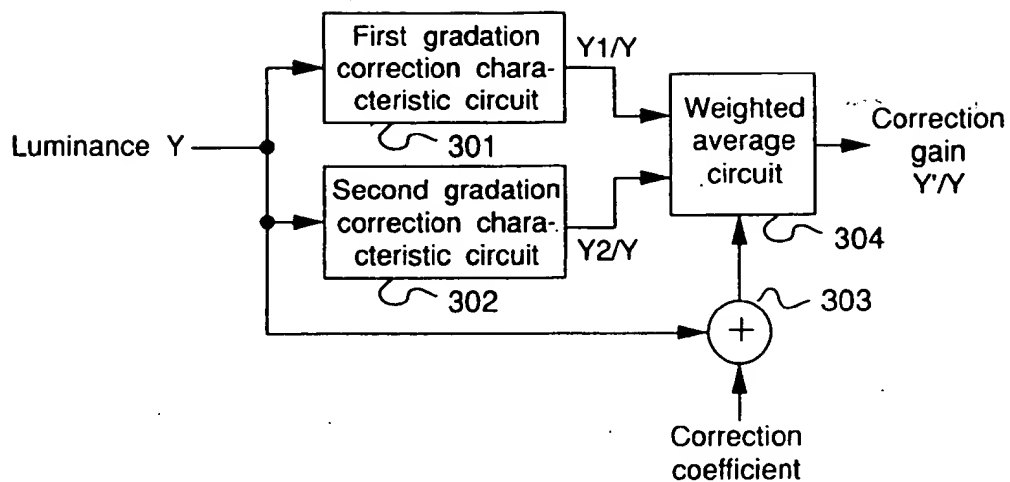 First gradation
correction chara-
cteristic circuit
301
Y1/Y
Luminance Y
Second gradation
correction chara-
cteristic circuit
302
Y2/Y
Weighted
average
circuit
304
Correction
gain
Y'/Y
303
+
Correction
coefficient